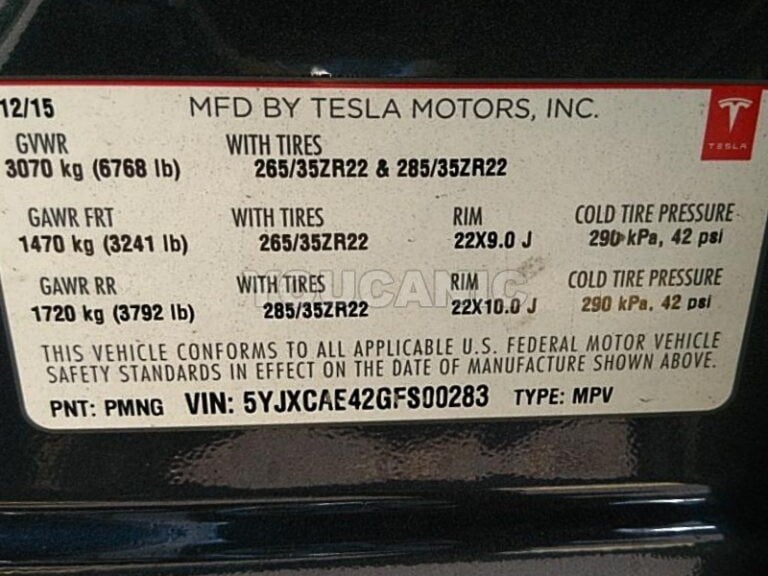 12/15 MFD BY TESLA MOTORS, INC.
TESLA
GVWR WITH TIRES
3070 kg (6768 lb) 265/35ZR22 & 285/35ZR22
GAWR FRT WITH TIRES RIM COLD TIRE PRESSURE
1470 kg (3241 lb) 265/35ZR22 22X9.0 J 290 kPa, 42 psi
GAWR RR WITH TIRES RIM COLD TIRE PRESSURE
1720 kg (3792 lb) 285/35ZR22 22X10.0 J 290 kPa, 42 psi
YOUCANIC
THIS VEHICLE CONFORMS TO ALL APPLICABLE U.S. FEDERAL MOTOR VEHICLE
SAFETY STANDARDS IN EFFECT ON THE DATE OF MANUFACTURE SHOWN ABOVE.
PNT: PMNG VIN: 5YJXCAE42GFS00283 TYPE: MPV